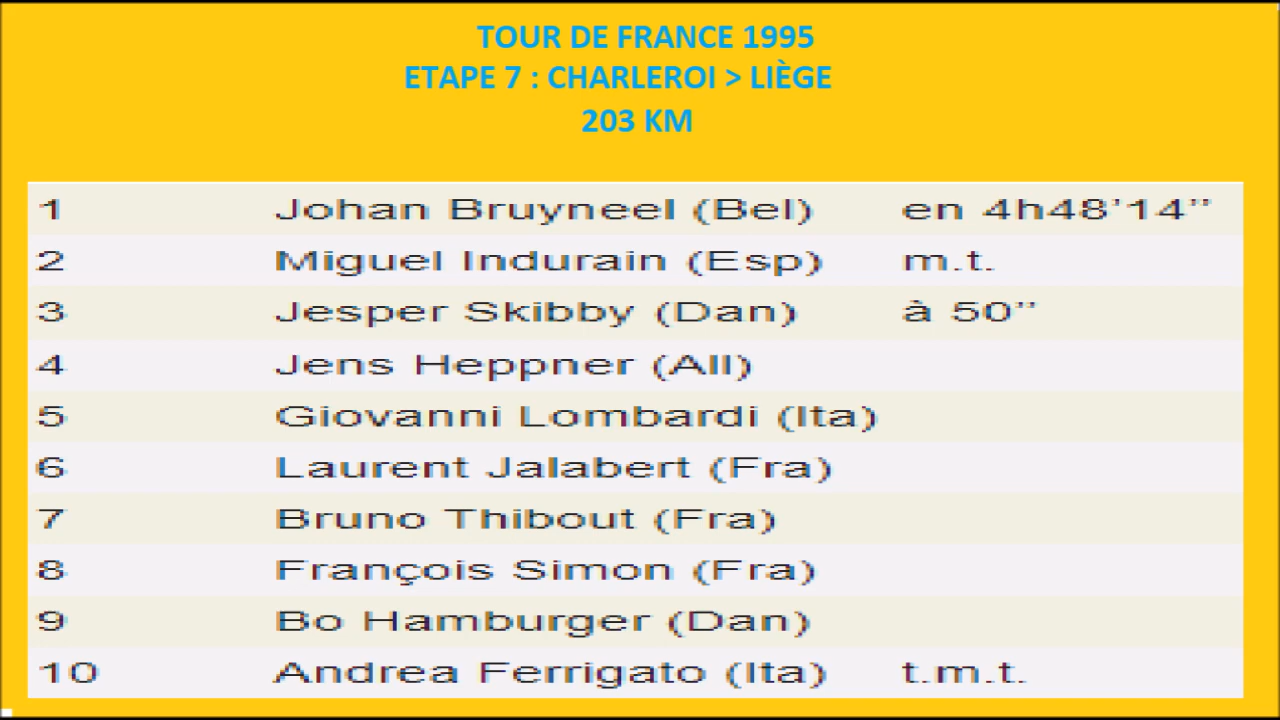 TOUR DE FRANCE 1995
ETAPE 7 : CHARLEROI > LIÈGE
203 KM
1 Johan Bruyneel (Bel) en 4h48'14’’
2 Miguel Indurain (Esp) m.t.
3 Jesper Skibby (Dan) à 50’’
4 Jens Heppner (All)
5 Giovanni Lombardi (Ita)
6 Laurent Jalabert (Fra)
7 Bruno Thibout (Fra)
8 François Simon (Fra)
9 Bo Hamburger (Dan)
10 Andrea Ferrigato (Ita) t.m.t.